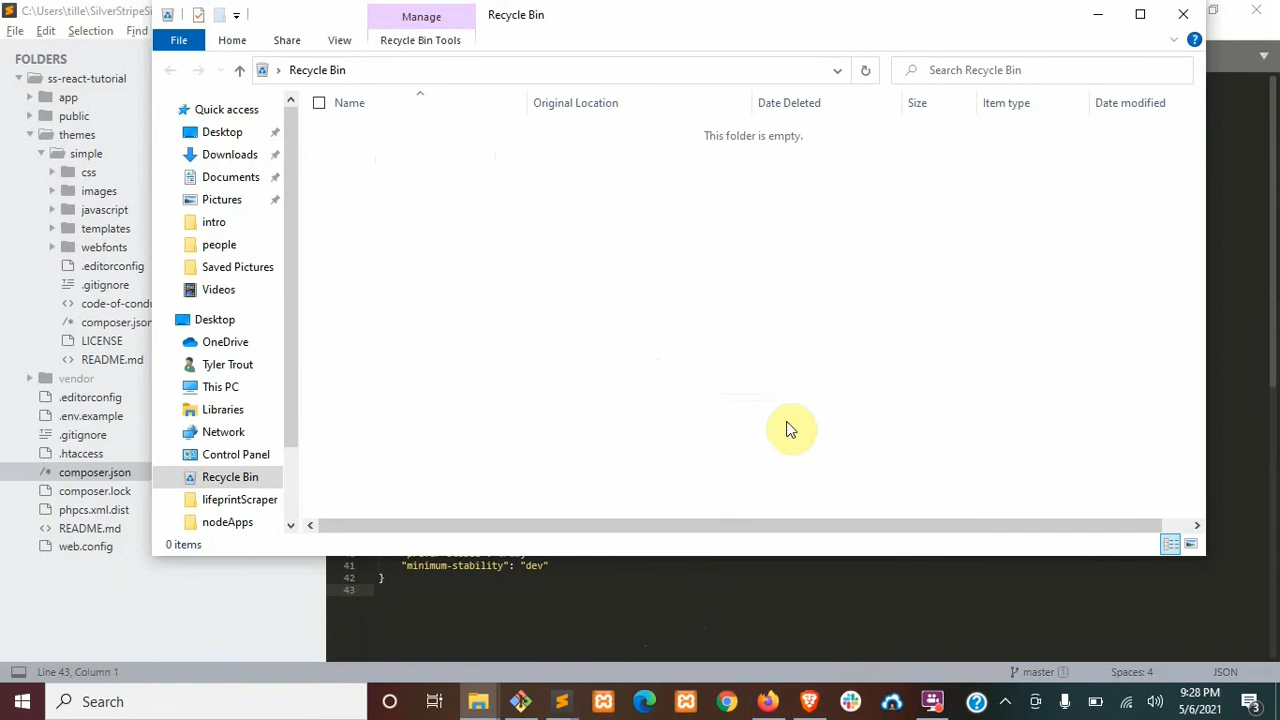 C:\Users\tille\SilverStripeSi
File Edit Selection Find
FOLDERS
ss-react-tutorial
app
public
themes
simple
css
images
javascript
templates
webfonts
.editorconfig
.gitignore
code-of-condu
composer.json
LICENSE
README.md
vendor
.editorconfig
.env.example
.gitignore
.htaccess
composer.json
composer.lock
phpcs.xml.dist
README.md
web.config
Manage Recycle Bin
File Home Share View Recycle Bin Tools
Recycle Bin
Search Recycle Bin
Name Original Location Date Deleted Size Item type Date modified
This folder is empty.
Quick access
Desktop
Downloads
Documents
Pictures
intro
people
Saved Pictures
Videos
Desktop
OneDrive
Tyler Trout
This PC
Libraries
Network
Control Panel
Recycle Bin
lifeprintScraper
nodeApps
0 items
41 "minimum-stability": "dev"
42 }
43
Line 43, Column 1 master 1 Spaces: 4 JSON
Search
9:28 PM
5/6/2021
3